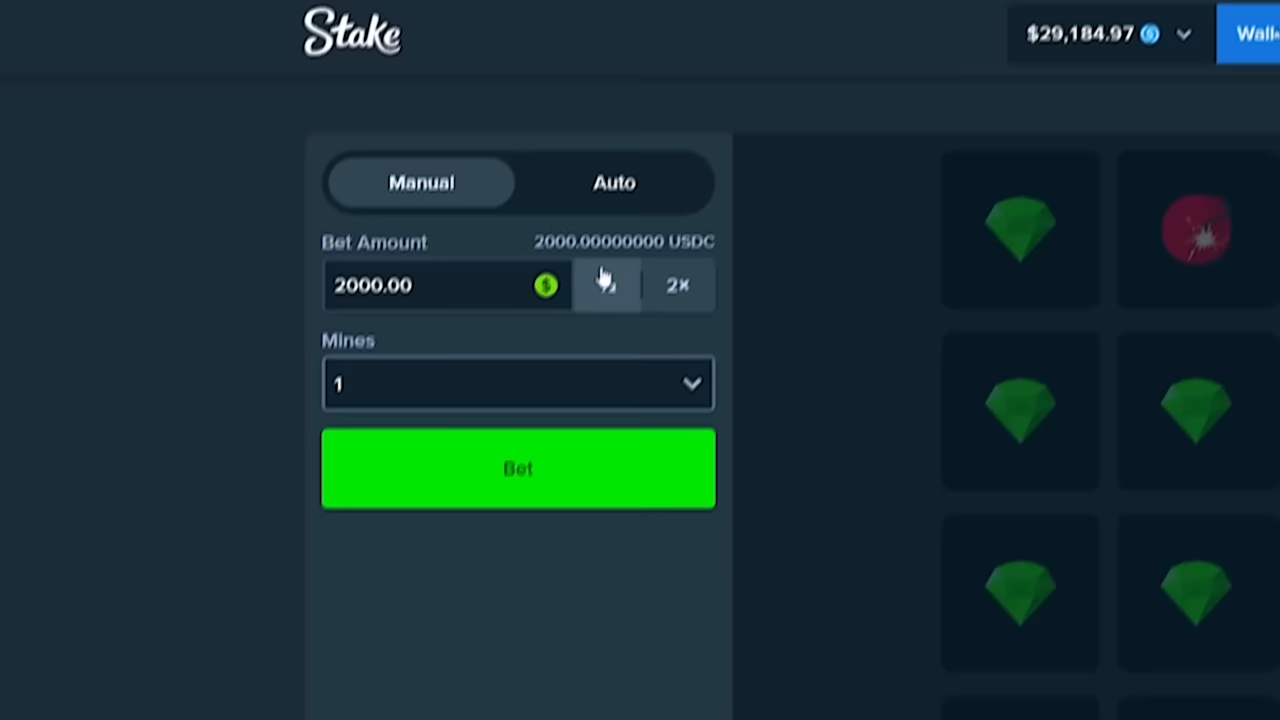 Stake
$29,184.97
Manual
Auto
Bet Amount
2000.00000000 USDC
2000.00
2×
Mines
1
Bet